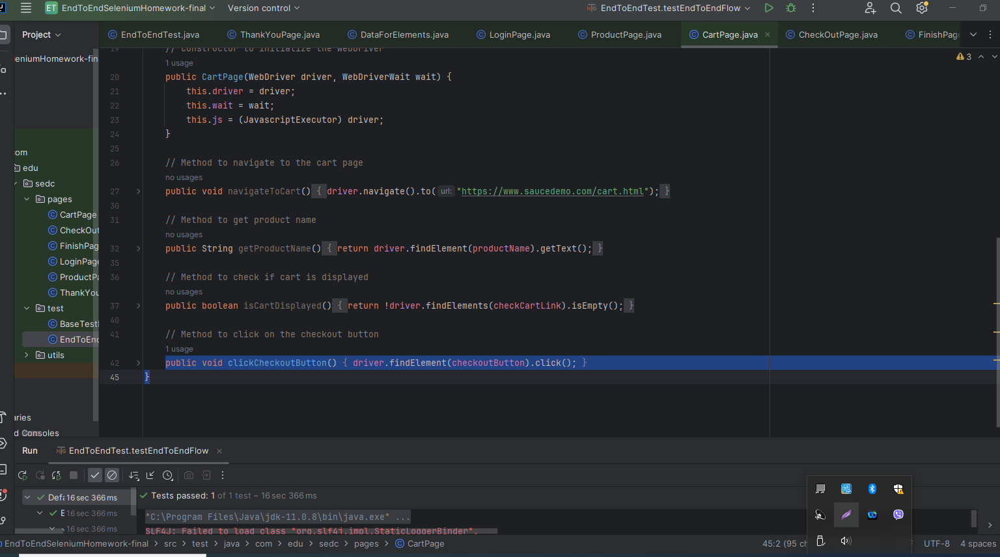 ET EndToEndSeleniumHomework-final Version control EndToEndTest.testEndToEndFlow
Project EndToEndTest.java ThankYouPage.java DataForElements.java LoginPage.java ProductPage.java CartPage.java CheckOutPage.java FinishPag
eleniumHomework-fin
com
edu
sedc
pages
CartPage
CheckOut
FinishPag
LoginPage
ProductPa
ThankYou
test
BaseTest
EndToEnd
utils
aries
d Consoles
3
19 // Constructor to initialize the WebDriver
1 usage
20 public CartPage(WebDriver driver, WebDriverWait wait) {
21 this.driver = driver;
22 this.wait = wait;
23 this.js = (JavascriptExecutor) driver;
24 }
25
26 // Method to navigate to the cart page
no usages
27 public void navigateToCart() { driver.navigate().to( url: "https://www.saucedemo.com/cart.html"); }
30
31 // Method to get product name
no usages
32 public String getProductName() { return driver.findElement(productName).getText(); }
35
36 // Method to check if cart is displayed
no usages
37 public boolean isCartDisplayed() { return !driver.findElements(checkCartLink).isEmpty(); }
40
41 // Method to click on the checkout button
1 usage
42 public void clickCheckoutButton() { driver.findElement(checkoutButton).click(); }
45 }
Run EndToEndTest.testEndToEndFlow
Defa 16 sec 366 ms
E 16 sec 366 ms
16 sec 366 ms
Tests passed: 1 of 1 test – 16 sec 366 ms
"C:\Program Files\Java\jdk-11.0.8\bin\java.exe" ...
SLF4J: Failed to load class "org.slf4j.impl.StaticLoggerBinder".
EndToEndSeleniumHomework-final > src > test > java > com > edu > sedc > pages > CartPage 45:2 (95 ch UTF-8 4 spaces